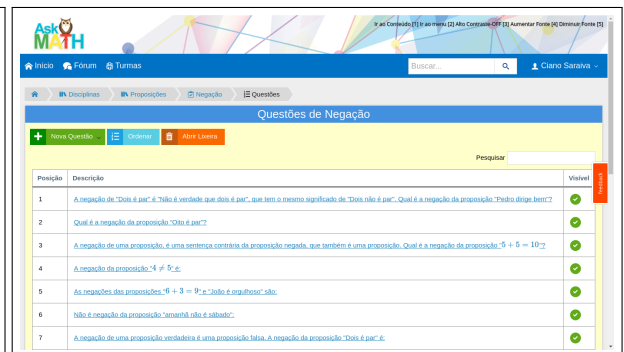 Ask
MATH
Ir ao Conteúdo [1] Ir ao menu [2] Alto Contraste-OFF [3] Aumentar Fonte [4] Diminuir Fonte [5]
Início Fórum Turmas Buscar... Ciano Saraiva
Disciplinas Proposições Negação Questões
Questões de Negação
Nova Questão Ordenar Abrir Lixeira
Pesquisar
Posição Descrição Visível
feedback
1 A negação de "Dois é par" é "Não é verdade que dois é par", que tem o mesmo significado de "Dois não é par". Qual é a negação da proposição "Pedro dirige bem"?
2 Qual é a negação da proposição "Oito é par"?
3 A negação de uma proposição, é uma sentença contrária da proposição negada, que também é uma proposição. Qual é a negação da proposição "5 + 5 = 10"?
4 A negação da proposição "4 ≠ 5" é:
5 As negações das proposições "6 + 3 = 9" e "João é orgulhoso" são:
6 Não é negação da proposição "amanhã não é sábado":
7 A negação de uma proposição verdadeira é uma proposição falsa. A negação da proposição "Dois é par" é: